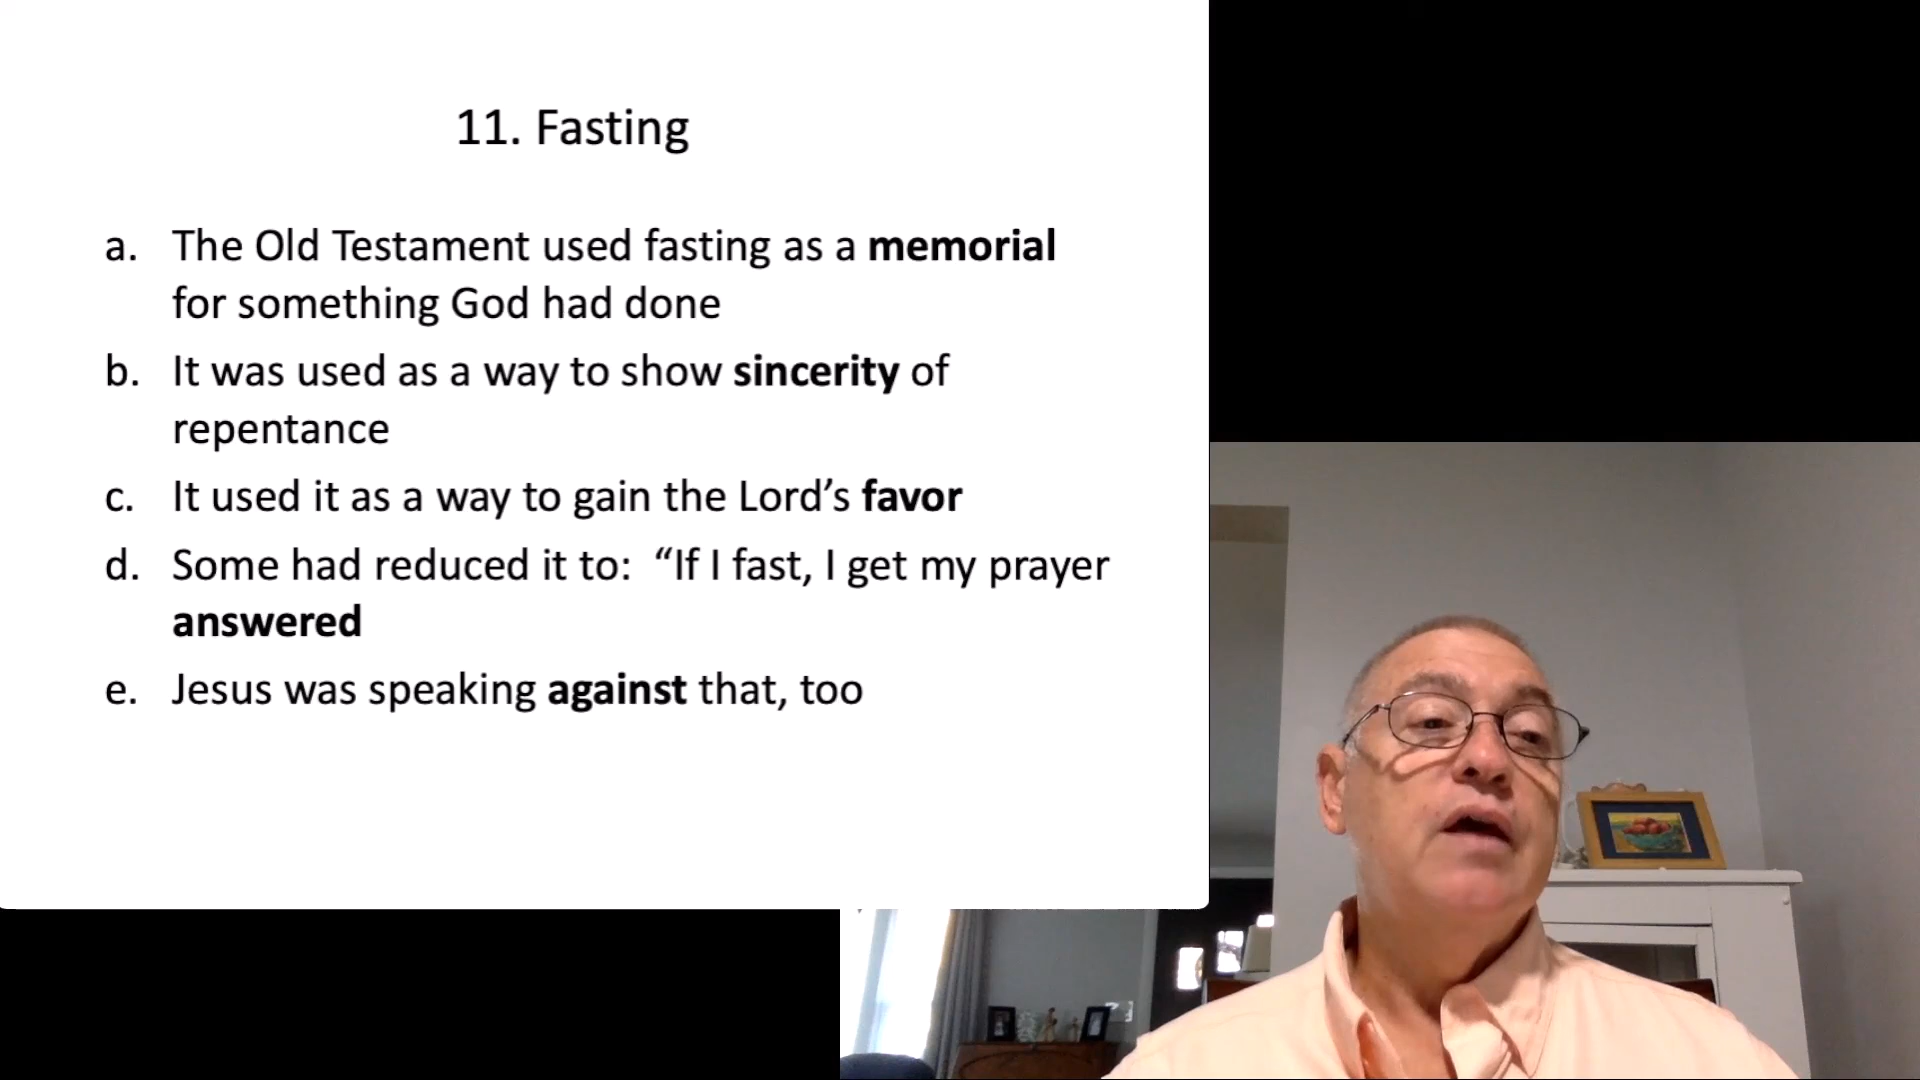 11. Fasting
a. The Old Testament used fasting as a memorial
for something God had done
b. It was used as a way to show sincerity of
repentance
c. It used it as a way to gain the Lord’s favor
d. Some had reduced it to:  “If I fast, I get my prayer
answered
e. Jesus was speaking against that, too